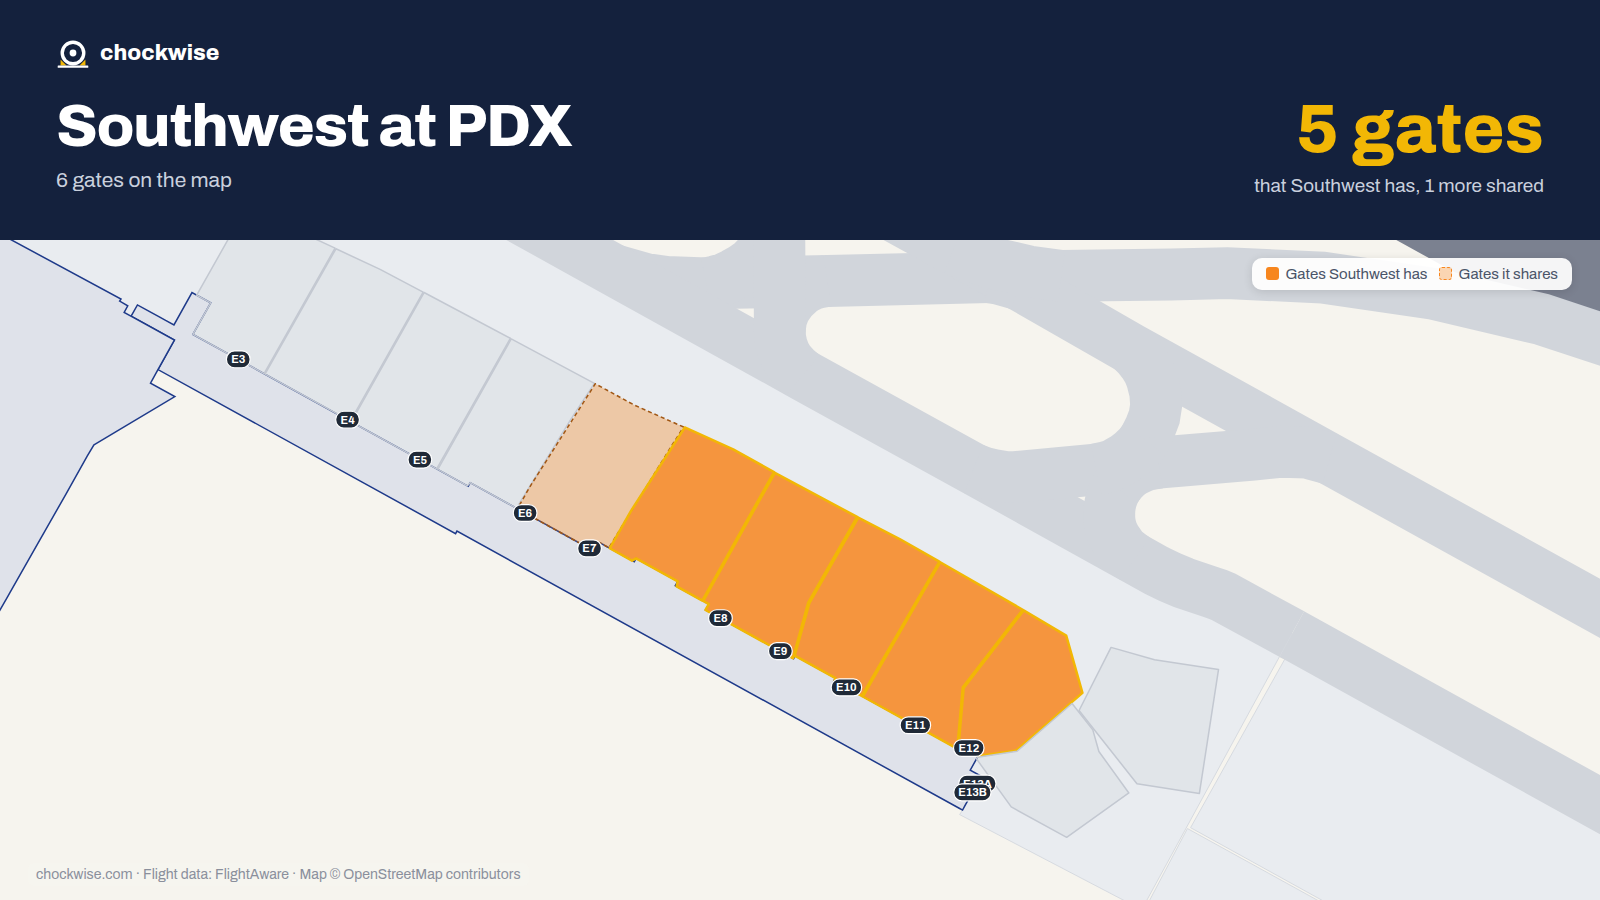 chockwise
Southwest at PDX
6 gates on the map
5 gates
that Southwest has, 1 more shared
Gates Southwest has
Gates it shares
E3
E4
E5
E6
E7
E8
E9
E10
E11
E12
E13A
E13B
chockwise.com · Flight data: FlightAware · Map © OpenStreetMap contributors